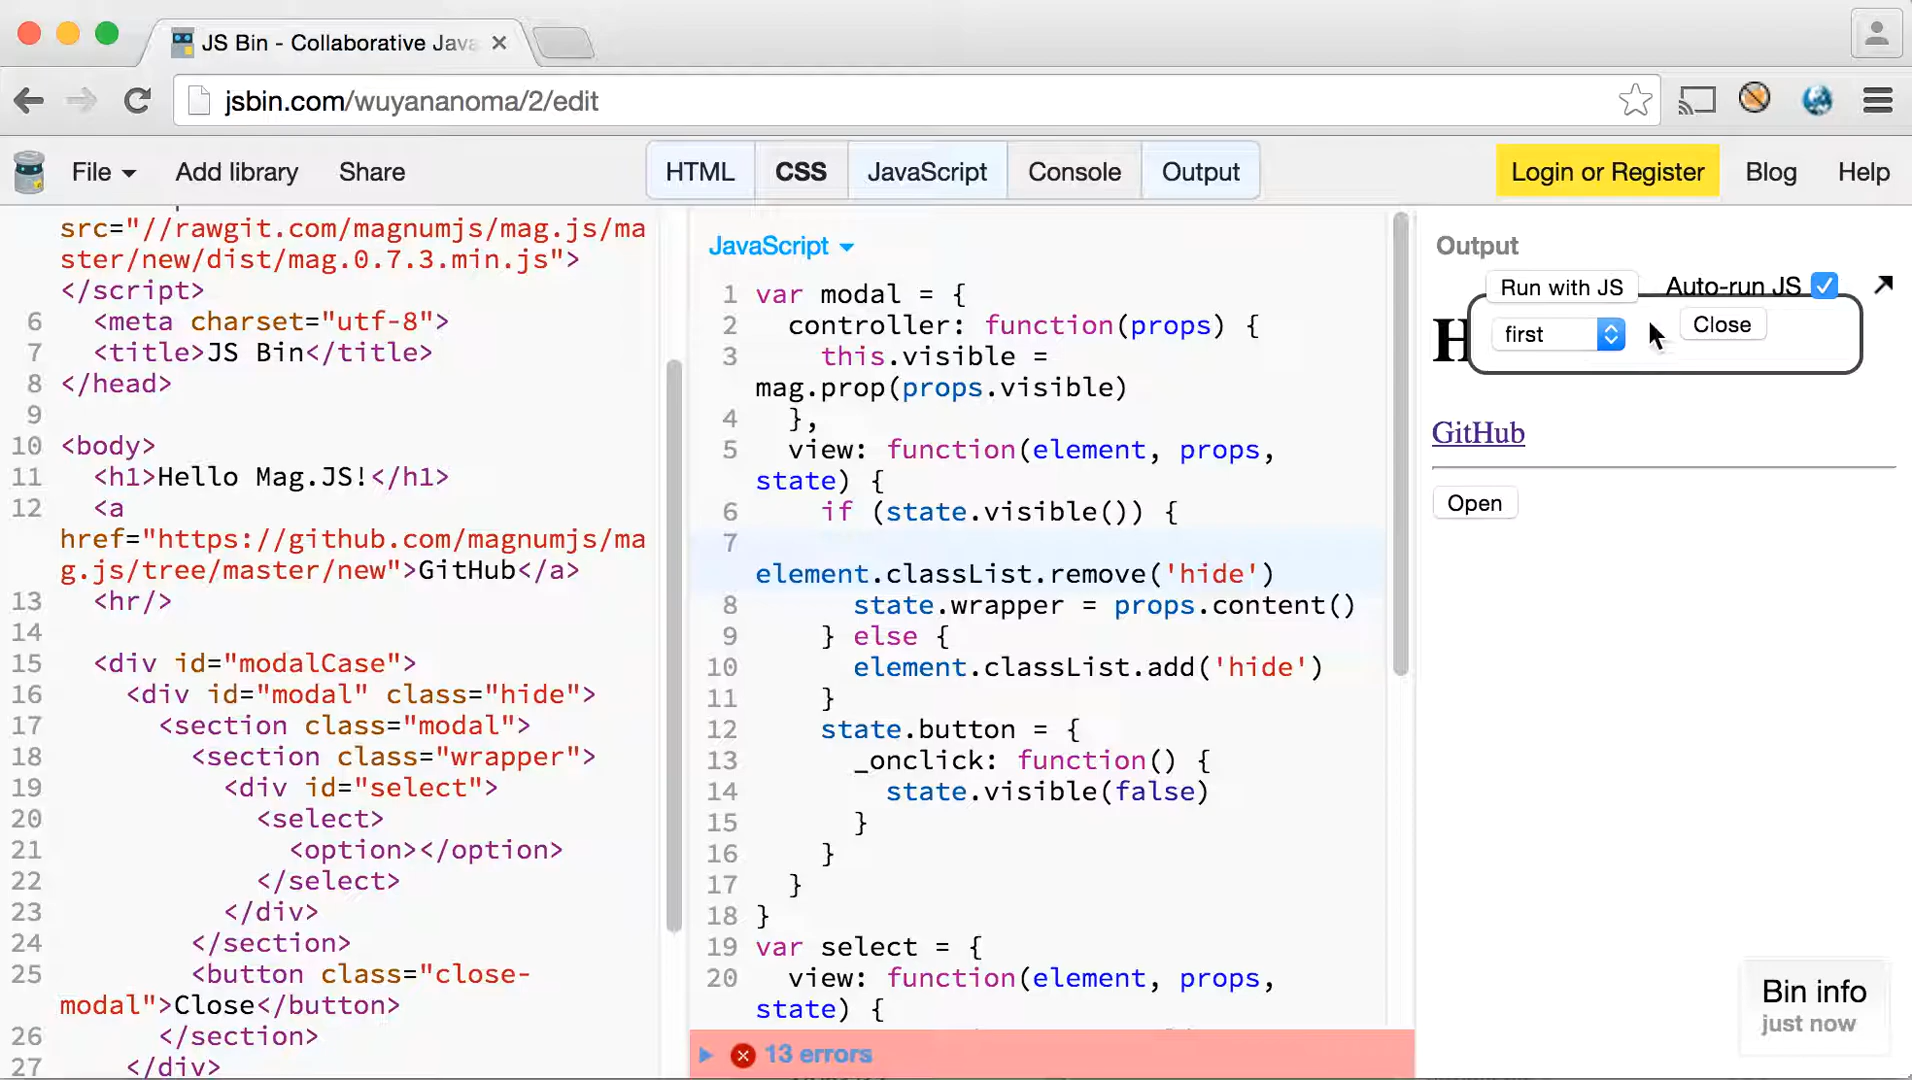 JS Bin - Collaborative Java
jsbin.com/wuyananoma/2/edit
File
Add library
Share
HTML
CSS
JavaScript
Console
Output
Login or Register
Blog
Help
src="//rawgit.com/magnumjs/mag.js/ma
ster/new/dist/mag.0.7.3.min.js">
</script>
6 <meta charset="utf-8">
7 <title>JS Bin</title>
8 </head>
9
10 <body>
11 <h1>Hello Mag.JS!</h1>
12 <a
href="https://github.com/magnumjs/ma
g.js/tree/master/new">GitHub</a>
13 <hr/>
14
15 <div id="modalCase">
16 <div id="modal" class="hide">
17 <section class="modal">
18 <section class="wrapper">
19 <div id="select">
20 <select>
21 <option></option>
22 </select>
23 </div>
24 </section>
25 <button class="close-
modal">Close</button>
26 </section>
27 </div>
JavaScript
1 var modal = {
2 controller: function(props) {
3 this.visible =
mag.prop(props.visible)
4 },
5 view: function(element, props,
state) {
6 if (state.visible()) {
7
element.classList.remove('hide')
8 state.wrapper = props.content()
9 } else {
10 element.classList.add('hide')
11 }
12 state.button = {
13 _onclick: function() {
14 state.visible(false)
15 }
16 }
17 }
18 }
19 var select = {
20 view: function(element, props,
state) {
13 errors
Output
Run with JS
Auto-run JS
H
first
Close
GitHub
Open
Bin info
just now